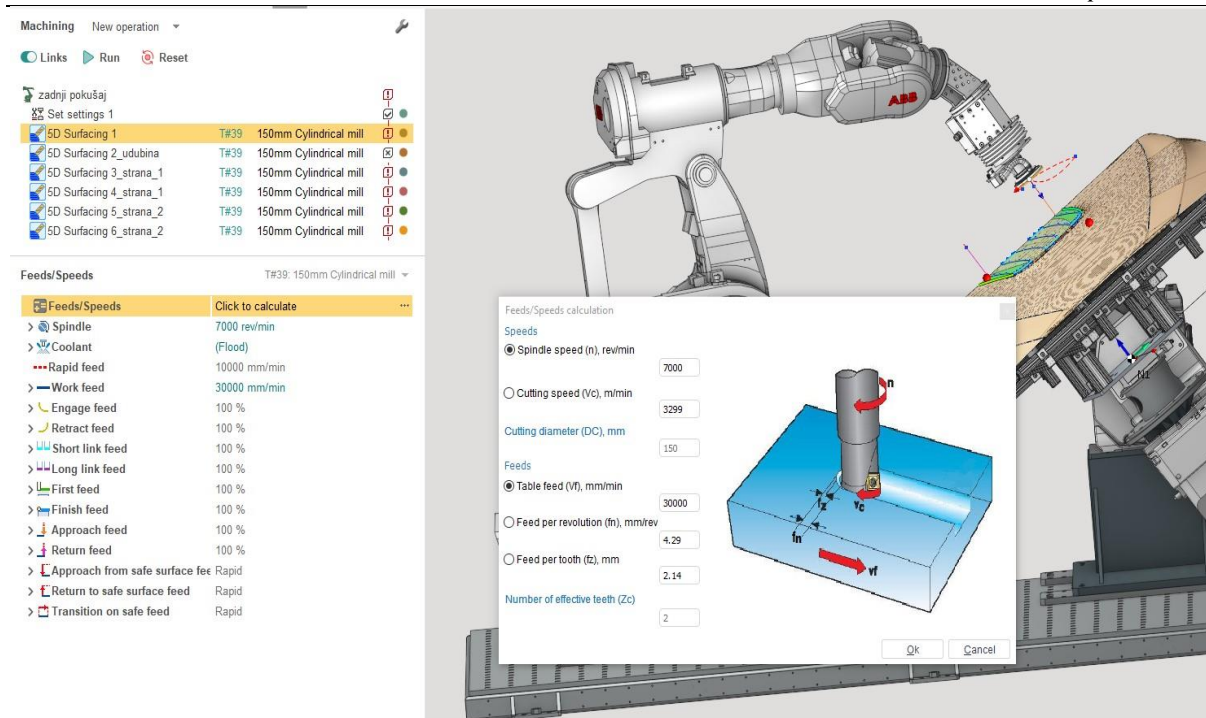 Machining New operation
Links Run Reset
zadnji pokušaj
Set settings 1
5D Surfacing 1 T#39 150mm Cylindrical mill
5D Surfacing 2_udubina T#39 150mm Cylindrical mill
5D Surfacing 3_strana_1 T#39 150mm Cylindrical mill
5D Surfacing 4_strana_1 T#39 150mm Cylindrical mill
5D Surfacing 5_strana_2 T#39 150mm Cylindrical mill
5D Surfacing 6_strana_2 T#39 150mm Cylindrical mill
Feeds/Speeds T#39: 150mm Cylindrical mill
Feeds/Speeds Click to calculate ...
Spindle 7000 rev/min
Coolant (Flood)
Rapid feed 10000 mm/min
Work feed 30000 mm/min
Engage feed 100 %
Retract feed 100 %
Short link feed 100 %
Long link feed 100 %
First feed 100 %
Finish feed 100 %
Approach feed 100 %
Return feed 100 %
Approach from safe surface fee Rapid
Return to safe surface feed Rapid
Transition on safe feed Rapid
Feeds/Speeds calculation
Speeds
Spindle speed (n), rev/min
7000
Cutting speed (Vc), m/min
3299
Cutting diameter (DC), mm
150
Feeds
Table feed (Vf), mm/min
30000
Feed per revolution (fn), mm/rev
4.29
Feed per tooth (fz), mm
2.14
Number of effective teeth (Zc)
2
n
fz
vc
fn
vf
Ok Cancel
ABB
N1